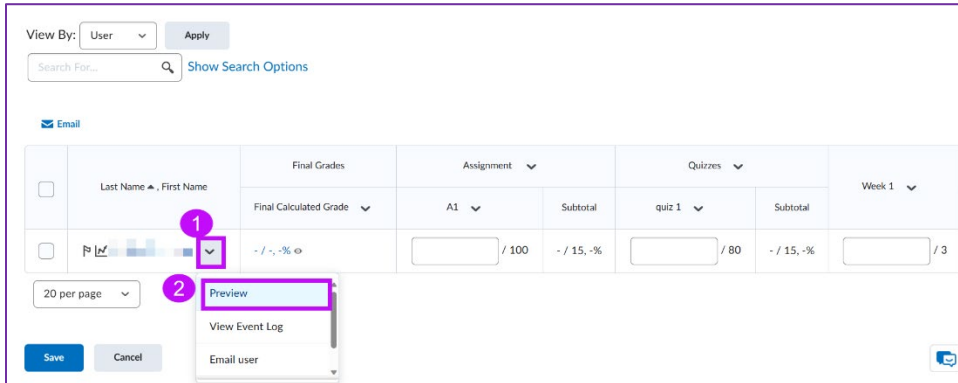 View By: User Apply
Search For... Show Search Options
Email
Last Name , First Name Final Grades Assignment Quizzes Week 1
Final Calculated Grade A1 Subtotal quiz 1 Subtotal
1
- / -, -% / 100 - / 15, -% / 80 - / 15, -% / 3
20 per page 2 Preview
View Event Log
Save Cancel Email user